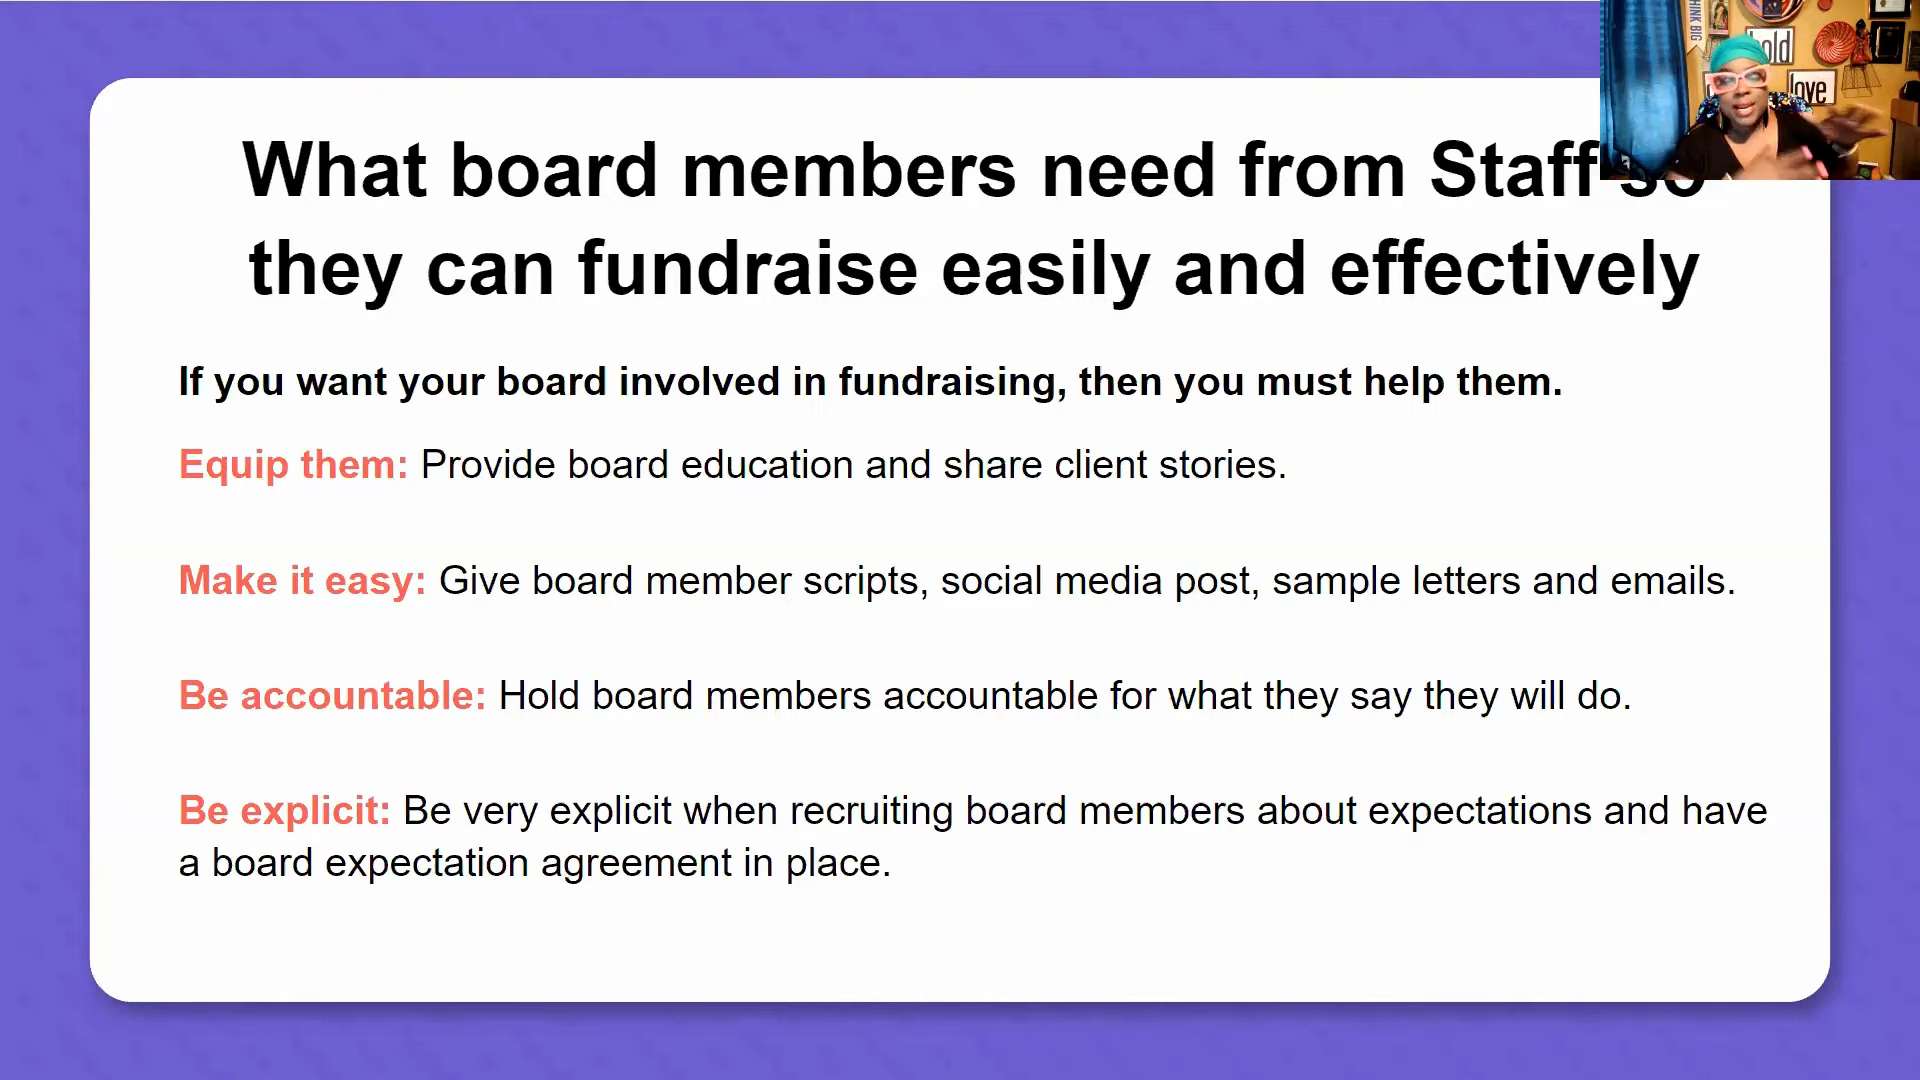 What board members need from Staff so
they can fundraise easily and effectively
If you want your board involved in fundraising, then you must help them.
Equip them: Provide board education and share client stories.
Make it easy: Give board member scripts, social media post, sample letters and emails.
Be accountable: Hold board members accountable for what they say they will do.
Be explicit: Be very explicit when recruiting board members about expectations and have
a board expectation agreement in place.
THINK BIG
love